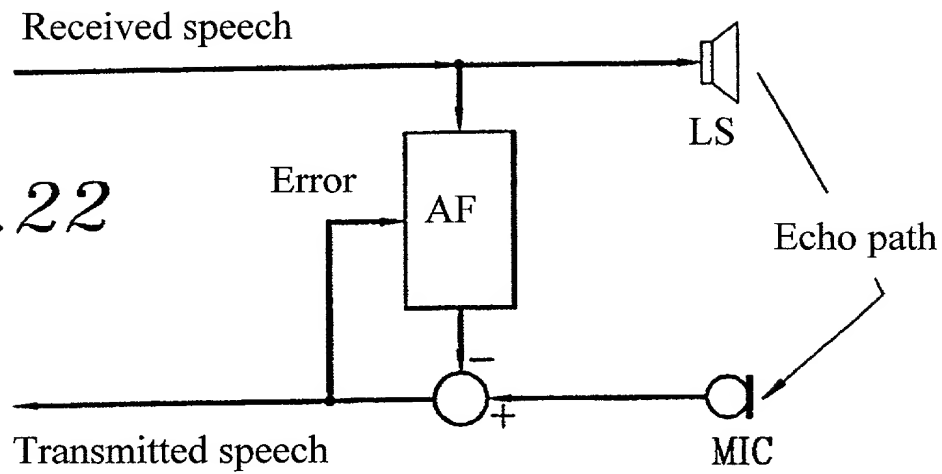 Received speech
LS
Error
AF
.22
Echo path
−
+
Transmitted speech
MIC